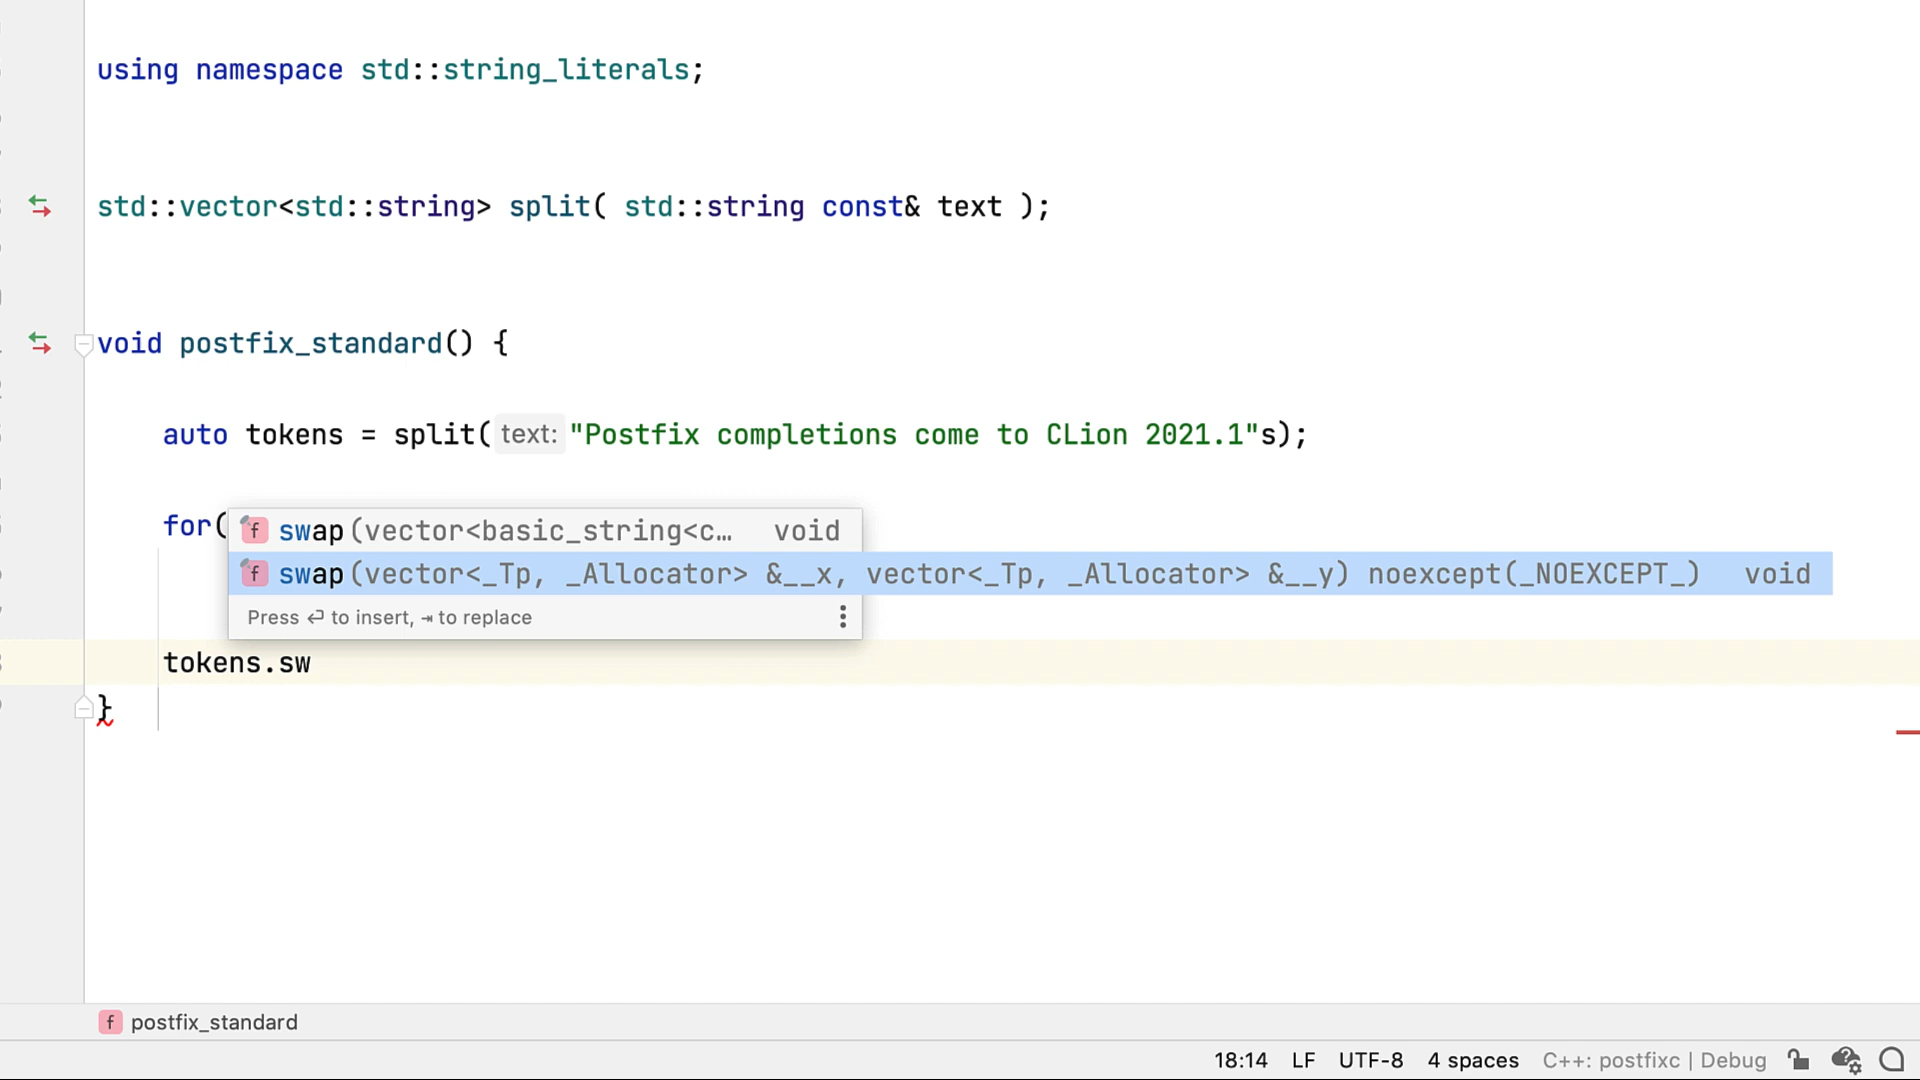 using namespace std::string_literals;
std::vector<std::string> split( std::string const& text );
void postfix_standard() {
auto tokens = split( text: "Postfix completions come to CLion 2021.1"s);
for(
swap(vector<basic_string<c… void
swap(vector<_Tp, _Allocator> &__x, vector<_Tp, _Allocator> &__y) noexcept(_NOEXCEPT_) void
Press ↵ to insert, ⇥ to replace
tokens.sw
}
f postfix_standard
18:14 LF UTF-8 4 spaces C++: postfixc | Debug